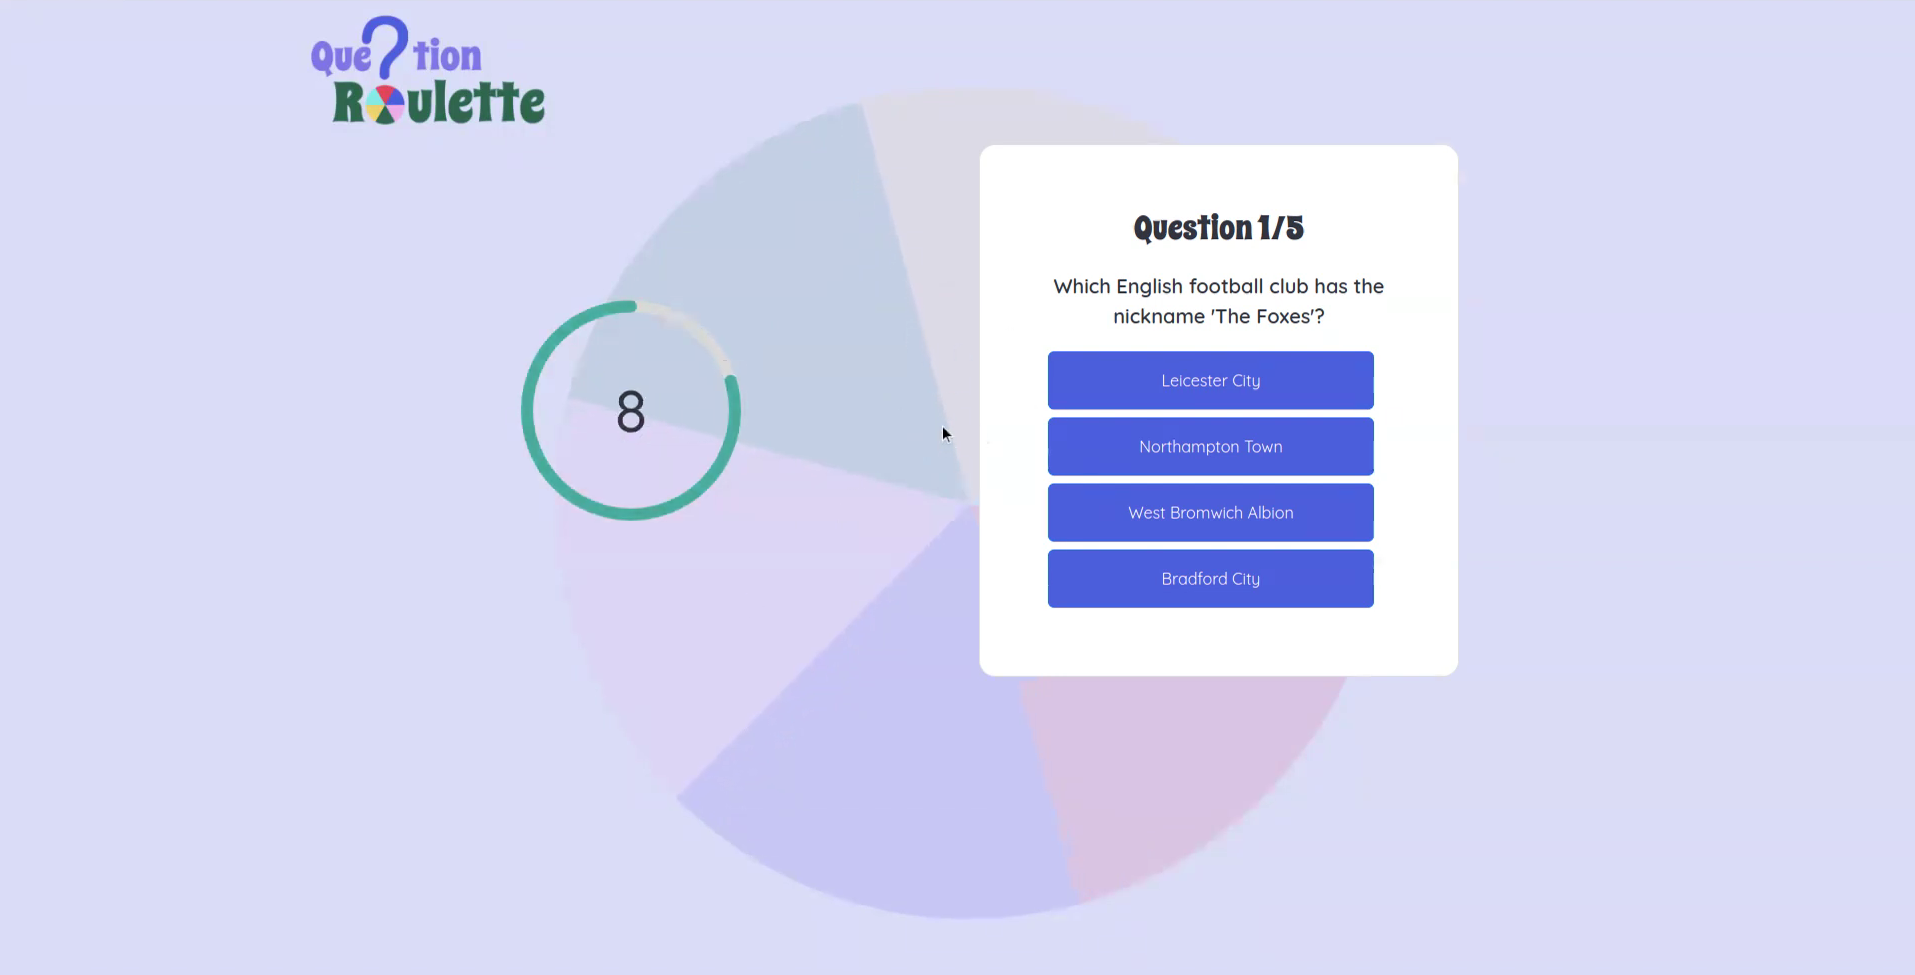 Que?tion
Roulette
Question 1/5
Which English football club has the
nickname 'The Foxes'?
8
Leicester City
Northampton Town
West Bromwich Albion
Bradford City